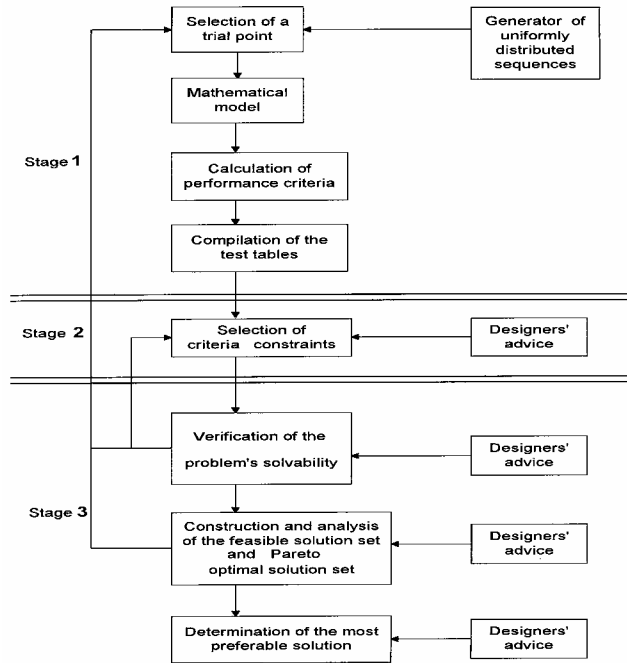 Selection of a
trial point
Generator of
uniformly
distributed
sequences
Mathematical
model
Stage 1
Calculation of
performance criteria
Compilation of the
test tables
Stage 2
Selection of
criteria constraints
Designers'
advice
Verification of the
problem's solvability
Designers'
advice
Stage 3
Construction and analysis
of the feasible solution set
and Pareto
optimal solution set
Designers'
advice
Determination of the most
preferable solution
Designers'
advice